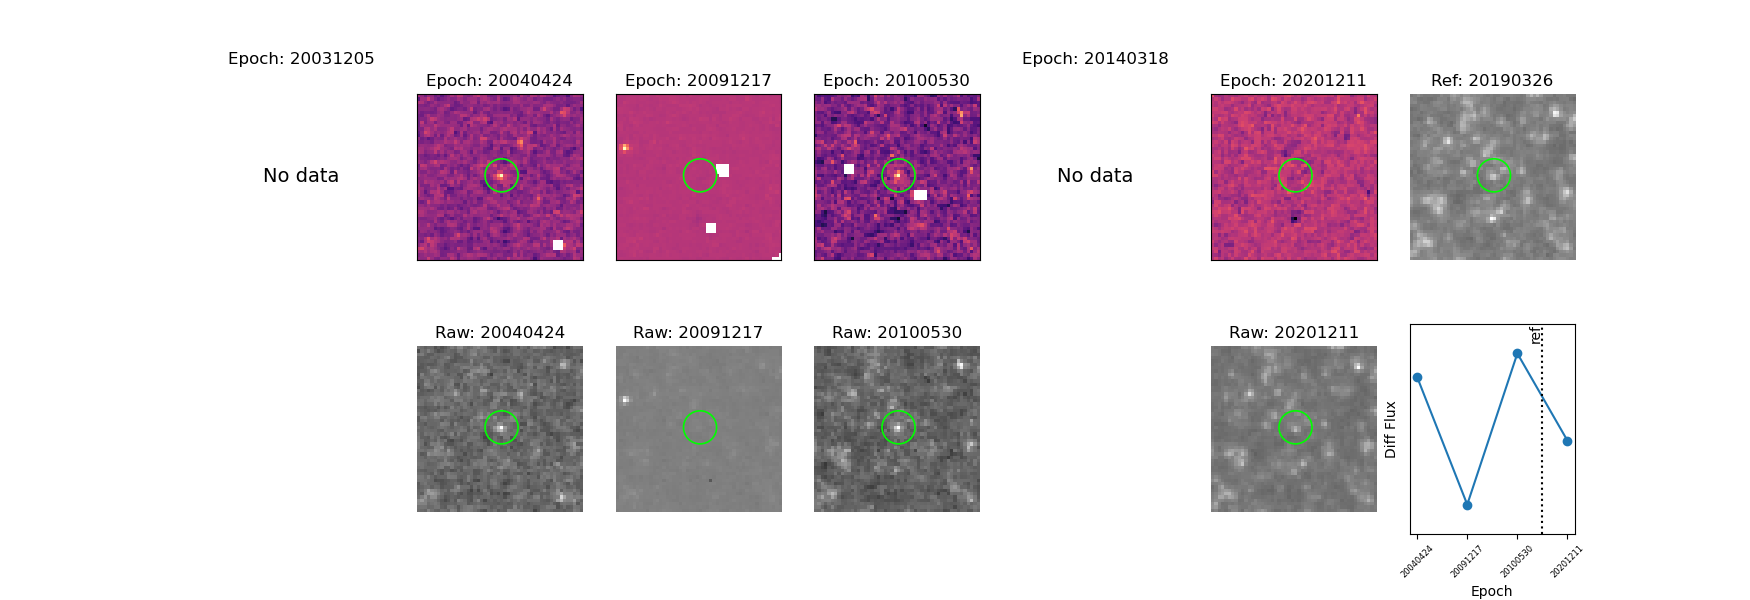 Epoch: 20031205
Epoch: 20040424
Epoch: 20091217
Epoch: 20100530
Epoch: 20140318
Epoch: 20201211
Ref: 20190326
No data
No data
Raw: 20040424
Raw: 20091217
Raw: 20100530
Raw: 20201211
ref
Diff Flux
20040424
20091217
20100530
20201211
Epoch